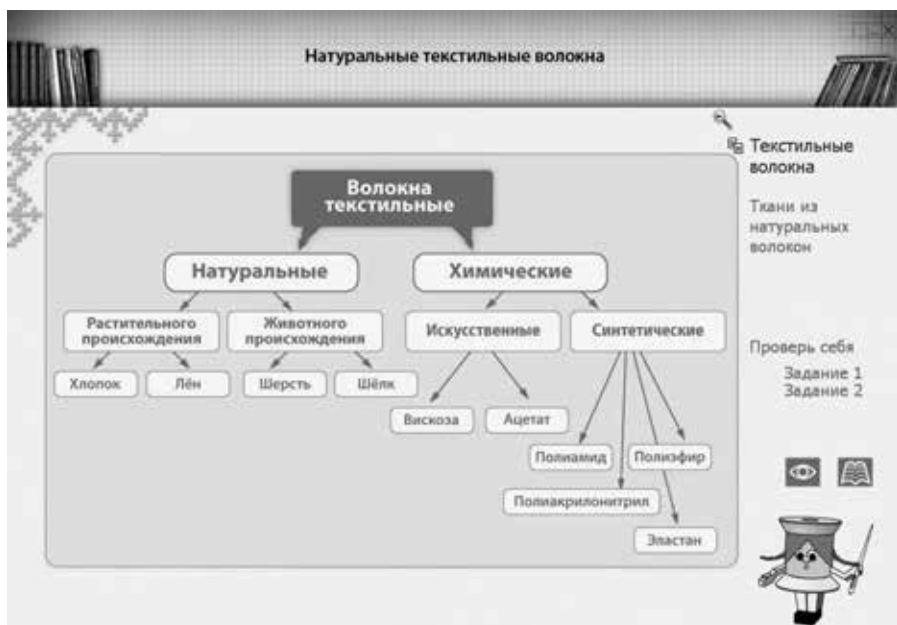 Натуральные текстильные волокна
Волокна
текстильные
Натуральные
Химические
Растительного
происхождения
Животного
происхождения
Искусственные
Синтетические
Хлопок
Лён
Шерсть
Шёлк
Вискоза
Ацетат
Полиамид
Полиэфир
Полиакрилонитрил
Эластан
Текстильные
волокна
Ткани из
натуральных
волокон
Проверь себя
Задание 1
Задание 2